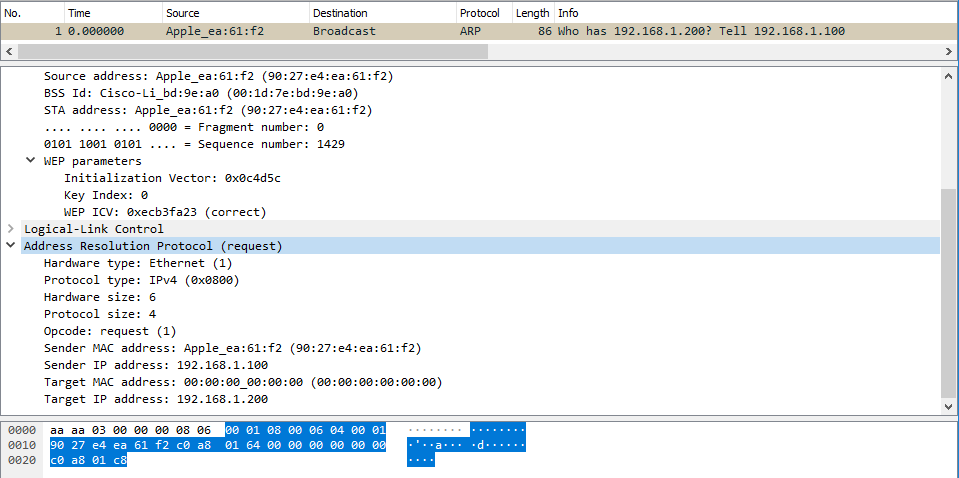 No. Time Source Destination Protocol Length Info
1 0.000000 Apple_ea:61:f2 Broadcast ARP 86 Who has 192.168.1.200? Tell 192.168.1.100
Source address: Apple_ea:61:f2 (90:27:e4:ea:61:f2)
BSS Id: Cisco-Li_bd:9e:a0 (00:1d:7e:bd:9e:a0)
STA address: Apple_ea:61:f2 (90:27:e4:ea:61:f2)
.... .... .... 0000 = Fragment number: 0
0101 1001 0101 .... = Sequence number: 1429
WEP parameters
Initialization Vector: 0x0c4d5c
Key Index: 0
WEP ICV: 0xecb3fa23 (correct)
Logical-Link Control
Address Resolution Protocol (request)
Hardware type: Ethernet (1)
Protocol type: IPv4 (0x0800)
Hardware size: 6
Protocol size: 4
Opcode: request (1)
Sender MAC address: Apple_ea:61:f2 (90:27:e4:ea:61:f2)
Sender IP address: 192.168.1.100
Target MAC address: 00:00:00_00:00:00 (00:00:00:00:00:00)
Target IP address: 192.168.1.200
0000 aa aa 03 00 00 00 08 06 00 01 08 00 06 04 00 01 ········ ········
0010 90 27 e4 ea 61 f2 c0 a8 01 64 00 00 00 00 00 00 ·'··a··· ·d······
0020 c0 a8 01 c8 ····